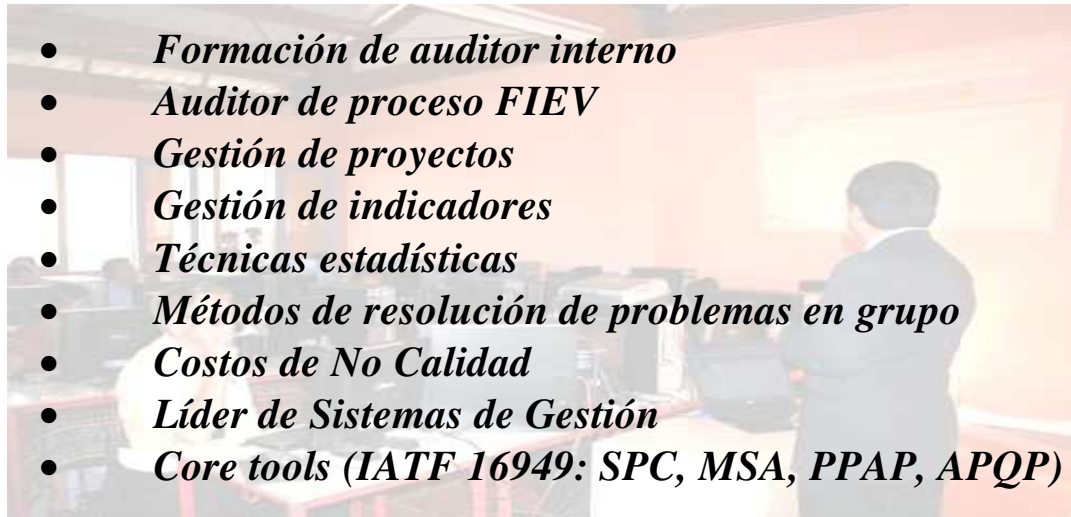 • Formación de auditor interno
• Auditor de proceso FIEV
• Gestión de proyectos
• Gestión de indicadores
• Técnicas estadísticas
• Métodos de resolución de problemas en grupo
• Costos de No Calidad
• Líder de Sistemas de Gestión
• Core tools (IATF 16949: SPC, MSA, PPAP, APQP)